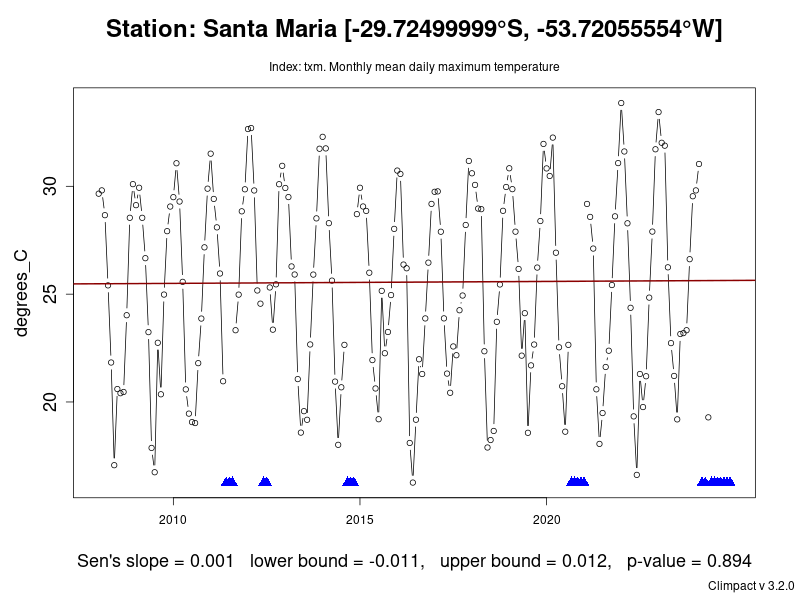 Station: Santa Maria [-29.72499999°S, -53.72055554°W]
Index: txm. Monthly mean daily maximum temperature
degrees_C
30
25
20
2010 2015 2020
Sen's slope = 0.001 lower bound = -0.011, upper bound = 0.012, p-value = 0.894
Climpact v 3.2.0